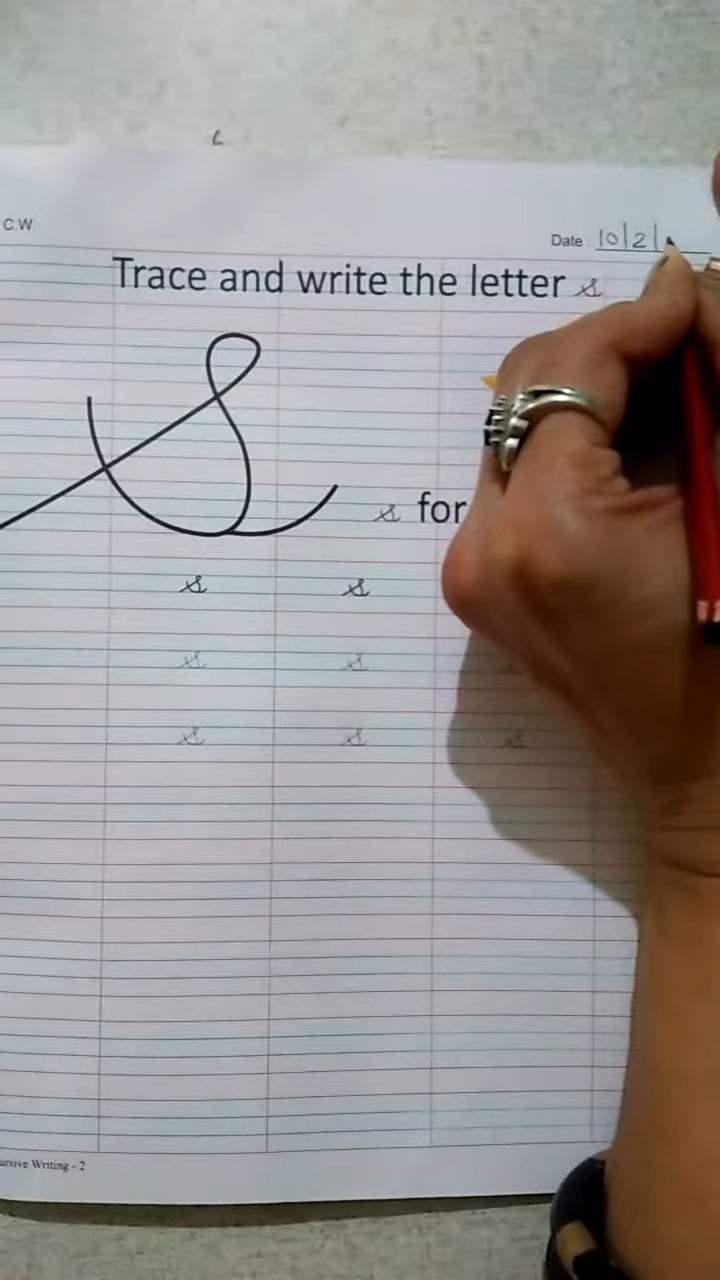 C.W.
Date : 10/2/
Trace and write the letter s
s
s for
s s
s s
s s s
ursive Writing - 2